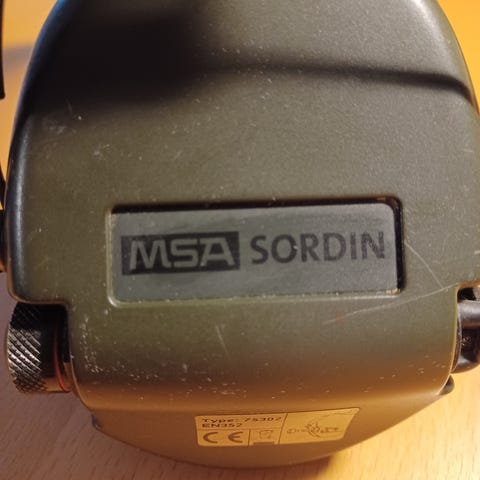 MSA SORDIN
Type: 75302
EN352
CE